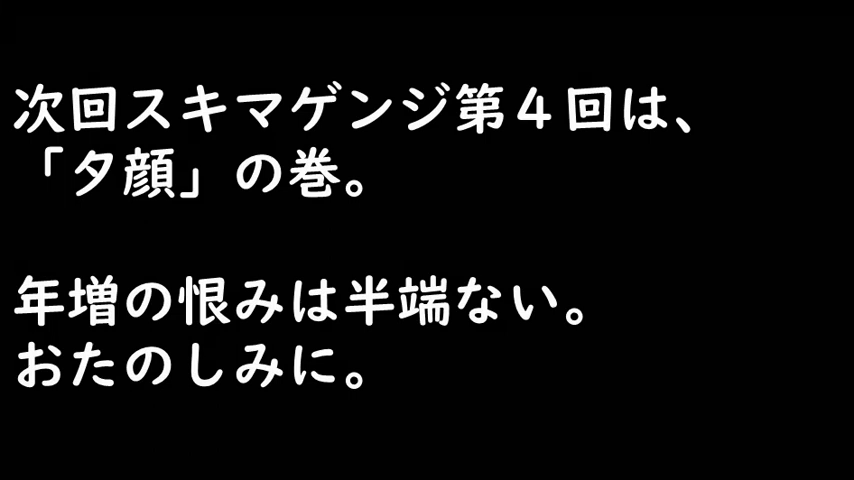 次回スキマゲンジ第４回は、
「夕顔」の巻。
年増の恨みは半端ない。
おたのしみに。